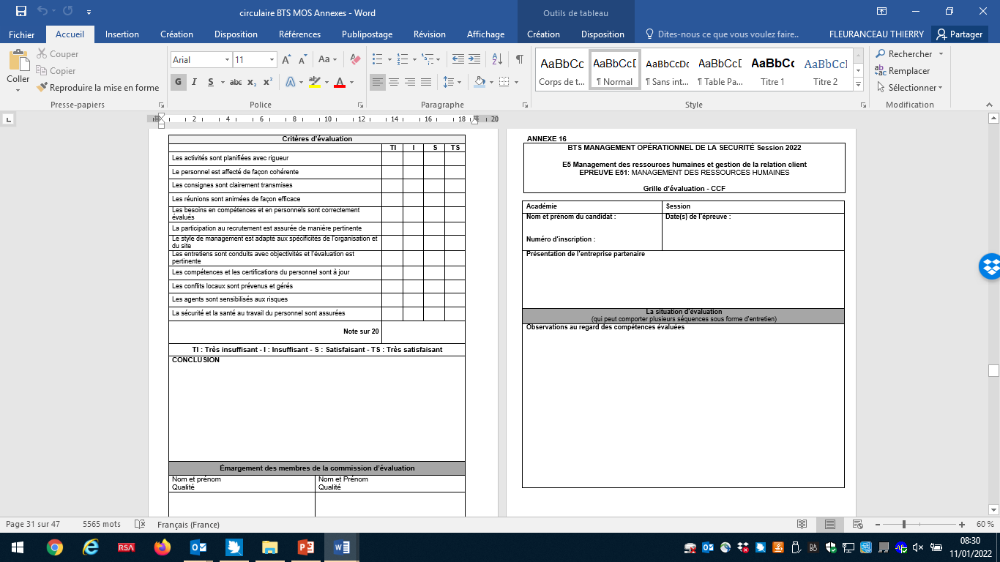 circulaire BTS MOS Annexes - Word
Outils de tableau
Fichier Accueil Insertion Création Disposition Références Publipostage Révision Affichage Création Disposition Dites-nous ce que vous voulez faire.. FLEURANCEAU THIERRY Partager
Coller
Couper
Copier
Reproduire la mise en forme
Presse-papiers
Arial 11
Aa
G I S abc x₂ x²
A
Police
Paragraphe
AaBbCc AaBbCcD AaBbCcDc AaBbCcD AaBbCc AaBbCcI
Corps de t... ¶ Normal ¶ Sans int... ¶ Table Pa... Titre 1 Titre 2
Style
Rechercher
Remplacer
Sélectionner
Modification
2 4 6 8 10 12 14 16 18 20
Critères d'évaluation
TI I S TS
Les activités sont planifiées avec rigueur
Le personnel est affecté de façon cohérente
Les consignes sont clairement transmises
Les réunions sont animées de façon efficace
Les besoins en compétences et en personnels sont correctement
évalués
La participation au recrutement est assurée de manière pertinente
Le style de management est adapté aux spécificités de l'organisation et
du site
Les entretiens sont conduits avec objectivités et l'évaluation est
pertinente
Les compétences et les certifications du personnel sont à jour
Les conflits locaux sont prévenus et gérés
Les agents sont sensibilisés aux risques
La sécurité et la santé au travail du personnel sont assurées
Note sur 20
TI : Très insuffisant - I : Insuffisant - S : Satisfaisant - TS : Très satisfaisant
CONCLUSION
Émargement des membres de la commission d'évaluation
Nom et prénom Nom et Prénom
Qualité Qualité
ANNEXE 16
BTS MANAGEMENT OPÉRATIONNEL DE LA SECURITÉ Session 2022
E5 Management des ressources humaines et gestion de la relation client
EPREUVE E51: MANAGEMENT DES RESSOURCES HUMAINES
Grille d'évaluation - CCF
Académie Session
Nom et prénom du candidat : Date(s) de l'épreuve :
Numéro d'inscription :
Présentation de l'entreprise partenaire
La situation d'évaluation
(qui peut comporter plusieurs séquences sous forme d'entretien)
Observations au regard des compétences évaluées
Page 31 sur 47 5565 mots Français (France) 60 %
RSA
08:30
11/01/2022